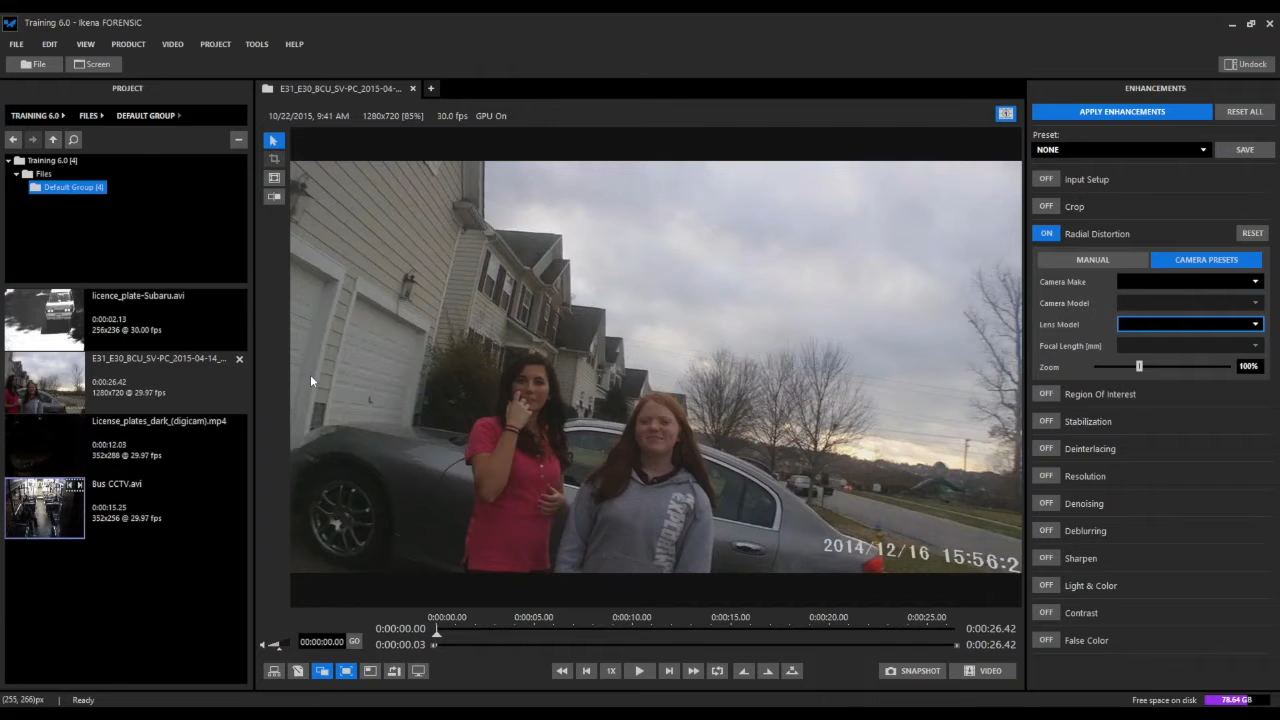 Training 6.0 - Ikena FORENSIC
FILE EDIT VIEW PRODUCT VIDEO PROJECT TOOLS HELP
File Screen Undock
PROJECT
TRAINING 6.0 FILES DEFAULT GROUP
Training 6.0 [4]
Files
Default Group [4]
licence_plate-Subaru.avi
0:00:02.13
256x236 @ 30.00 fps
E31_E30_BCU_SV-PC_2015-04-14_...
0:00:26.42
1280x720 @ 29.97 fps
License_plates_dark_(digicam).mp4
0:00:12.03
352x288 @ 29.97 fps
Bus CCTV.avi
0:00:15.25
352x256 @ 29.97 fps
E31_E30_BCU_SV-PC_2015-04-...
10/22/2015, 9:41 AM 1280x720 [85%] 30.0 fps GPU On
2014/12/16 15:56:2
0:00:00.00 0:00:05.00 0:00:10.00 0:00:15.00 0:00:20.00 0:00:25.00
0:00:00.00 0:00:26.42
00:00:00.00 GO 0:00:00.03 0:00:26.42
1X SNAPSHOT VIDEO
ENHANCEMENTS
APPLY ENHANCEMENTS RESET ALL
Preset:
NONE SAVE
OFF Input Setup
OFF Crop
ON Radial Distortion RESET
MANUAL CAMERA PRESETS
Camera Make
Camera Model
Lens Model
Focal Length [mm]
Zoom 100%
OFF Region Of Interest
OFF Stabilization
OFF Deinterlacing
OFF Resolution
OFF Denoising
OFF Deblurring
OFF Sharpen
OFF Light & Color
OFF Contrast
OFF False Color
(255, 266)px Ready Free space on disk 78.64 GB